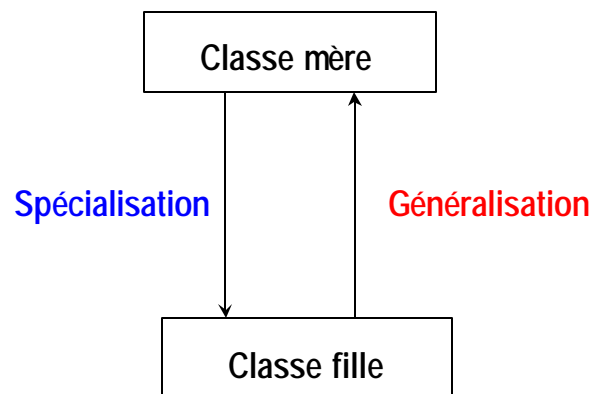 Classe mère
Spécialisation
Généralisation
Classe fille